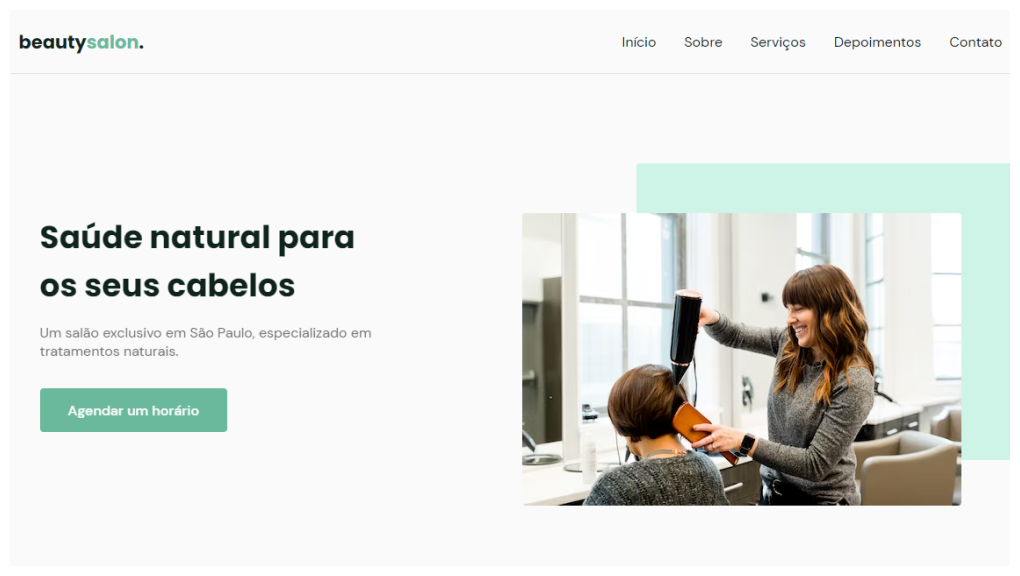 beautysalon.
Início Sobre Serviços Depoimentos Contato
Saúde natural para
os seus cabelos
Um salão exclusivo em São Paulo, especializado em
tratamentos naturais.
Agendar um horário